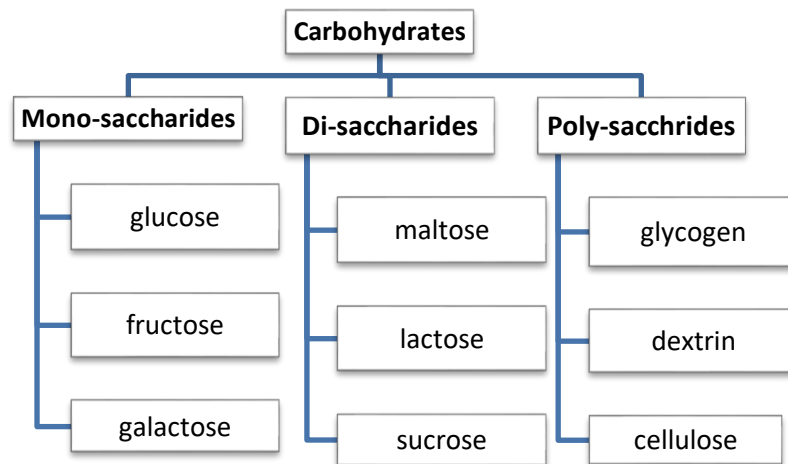 Carbohydrates
Mono-saccharides
glucose
fructose
galactose
Di-saccharides
maltose
lactose
sucrose
Poly-sacchrides
glycogen
dextrin
cellulose